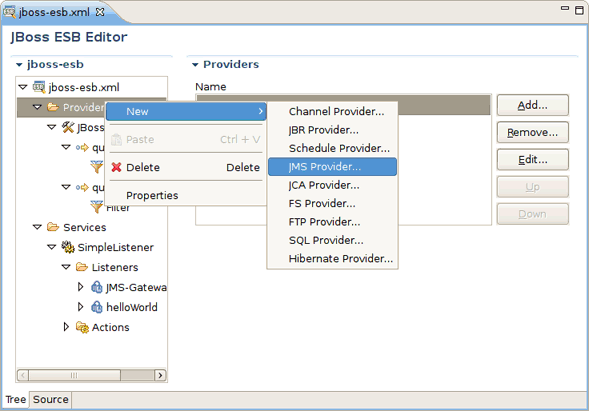 jboss-esb.xml
JBoss ESB Editor
jboss-esb
Providers
jboss-esb.xml
Name
Provider
New
Channel Provider...
Add...
JBoss
Paste Ctrl + V
JBR Provider...
Remove...
Schedule Provider...
Delete Delete
JMS Provider...
Edit...
JCA Provider...
Up
Properties
FS Provider...
Filter
FTP Provider...
Down
Services
SQL Provider...
SimpleListener
Hibernate Provider...
Listeners
JMS-Gatewa
helloWorld
Actions
Tree Source